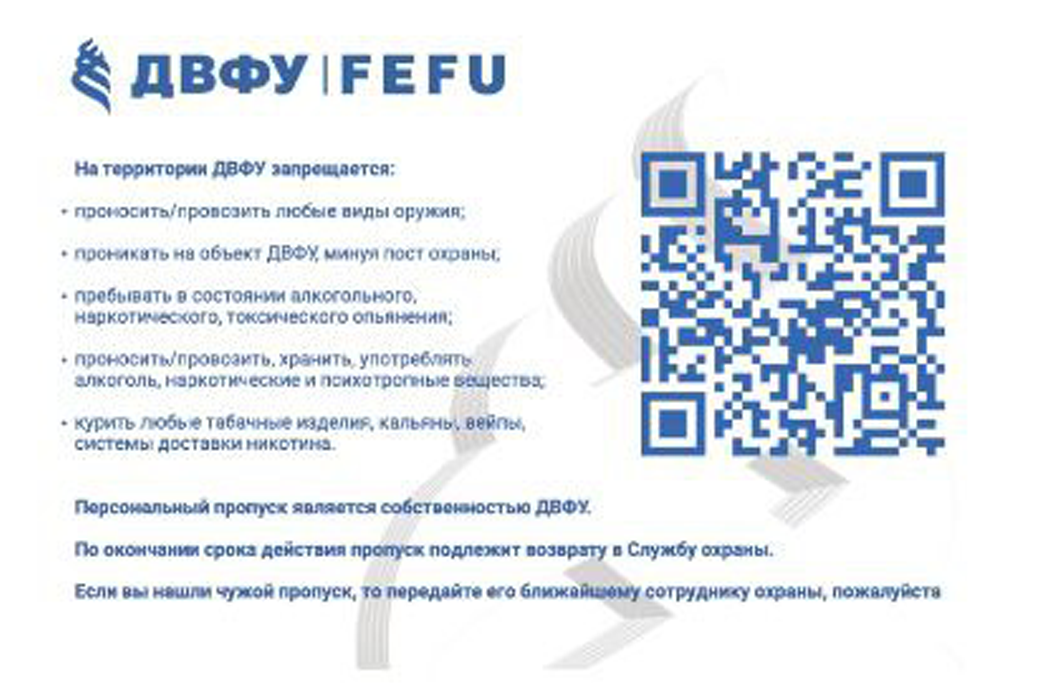 ДВФУ | FEFU
На территории ДВФУ запрещается:
• проносить/провозить любые виды оружия;
• проникать на объект ДВФУ, минуя пост охраны;
• пребывать в состоянии алкогольного,
наркотического, токсического опьянения;
• проносить/провозить, хранить, употреблять
алкоголь, наркотические и психотропные вещества;
• курить любые табачные изделия, кальяны, вейпы,
системы доставки никотина.
Персональный пропуск является собственностью ДВФУ.
По окончании срока действия пропуск подлежит возврату в Службу охраны.
Если вы нашли чужой пропуск, то передайте его ближайшему сотруднику охраны, пожалуйста